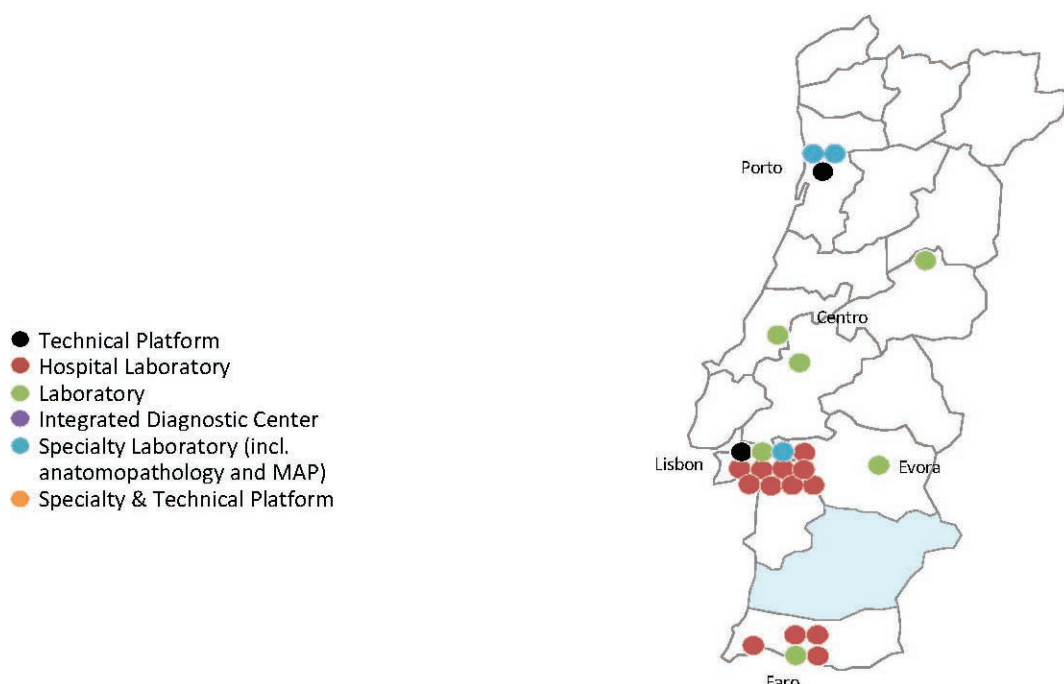 Porto
Centro
Technical Platform
Hospital Laboratory
Laboratory
Integrated Diagnostic Center
Specialty Laboratory (incl.
anatomopathology and MAP)
Specialty & Technical Platform
Lisbon
Evora
Faro